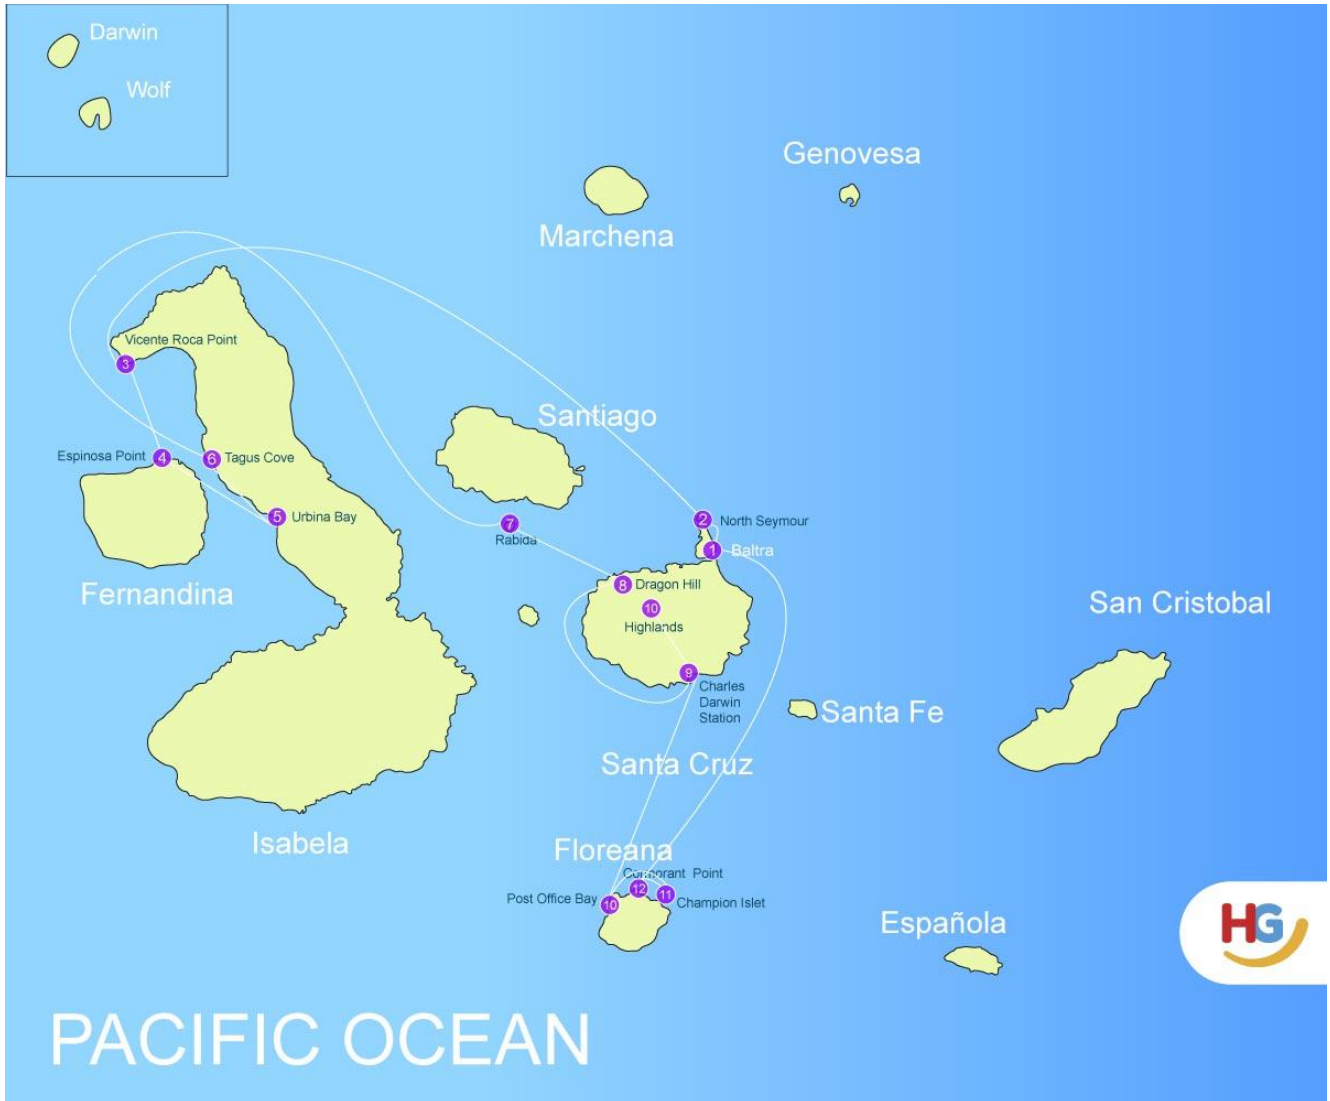 Darwin
Wolf
Genovesa
Marchena
Vicente Roca Point
3
Santiago
Espinosa Point
4
6
Tagus Cove
5
Urbina Bay
7
Rabida
2
North Seymour
1
Baltra
8
Dragon Hill
10
Highlands
Fernandina
San Cristobal
9
Charles
Darwin
Station
Santa Fe
Santa Cruz
Isabela
Floreana
Cormorant Point
12
11
Post Office Bay
10
Champion Islet
Española
HG
PACIFIC OCEAN